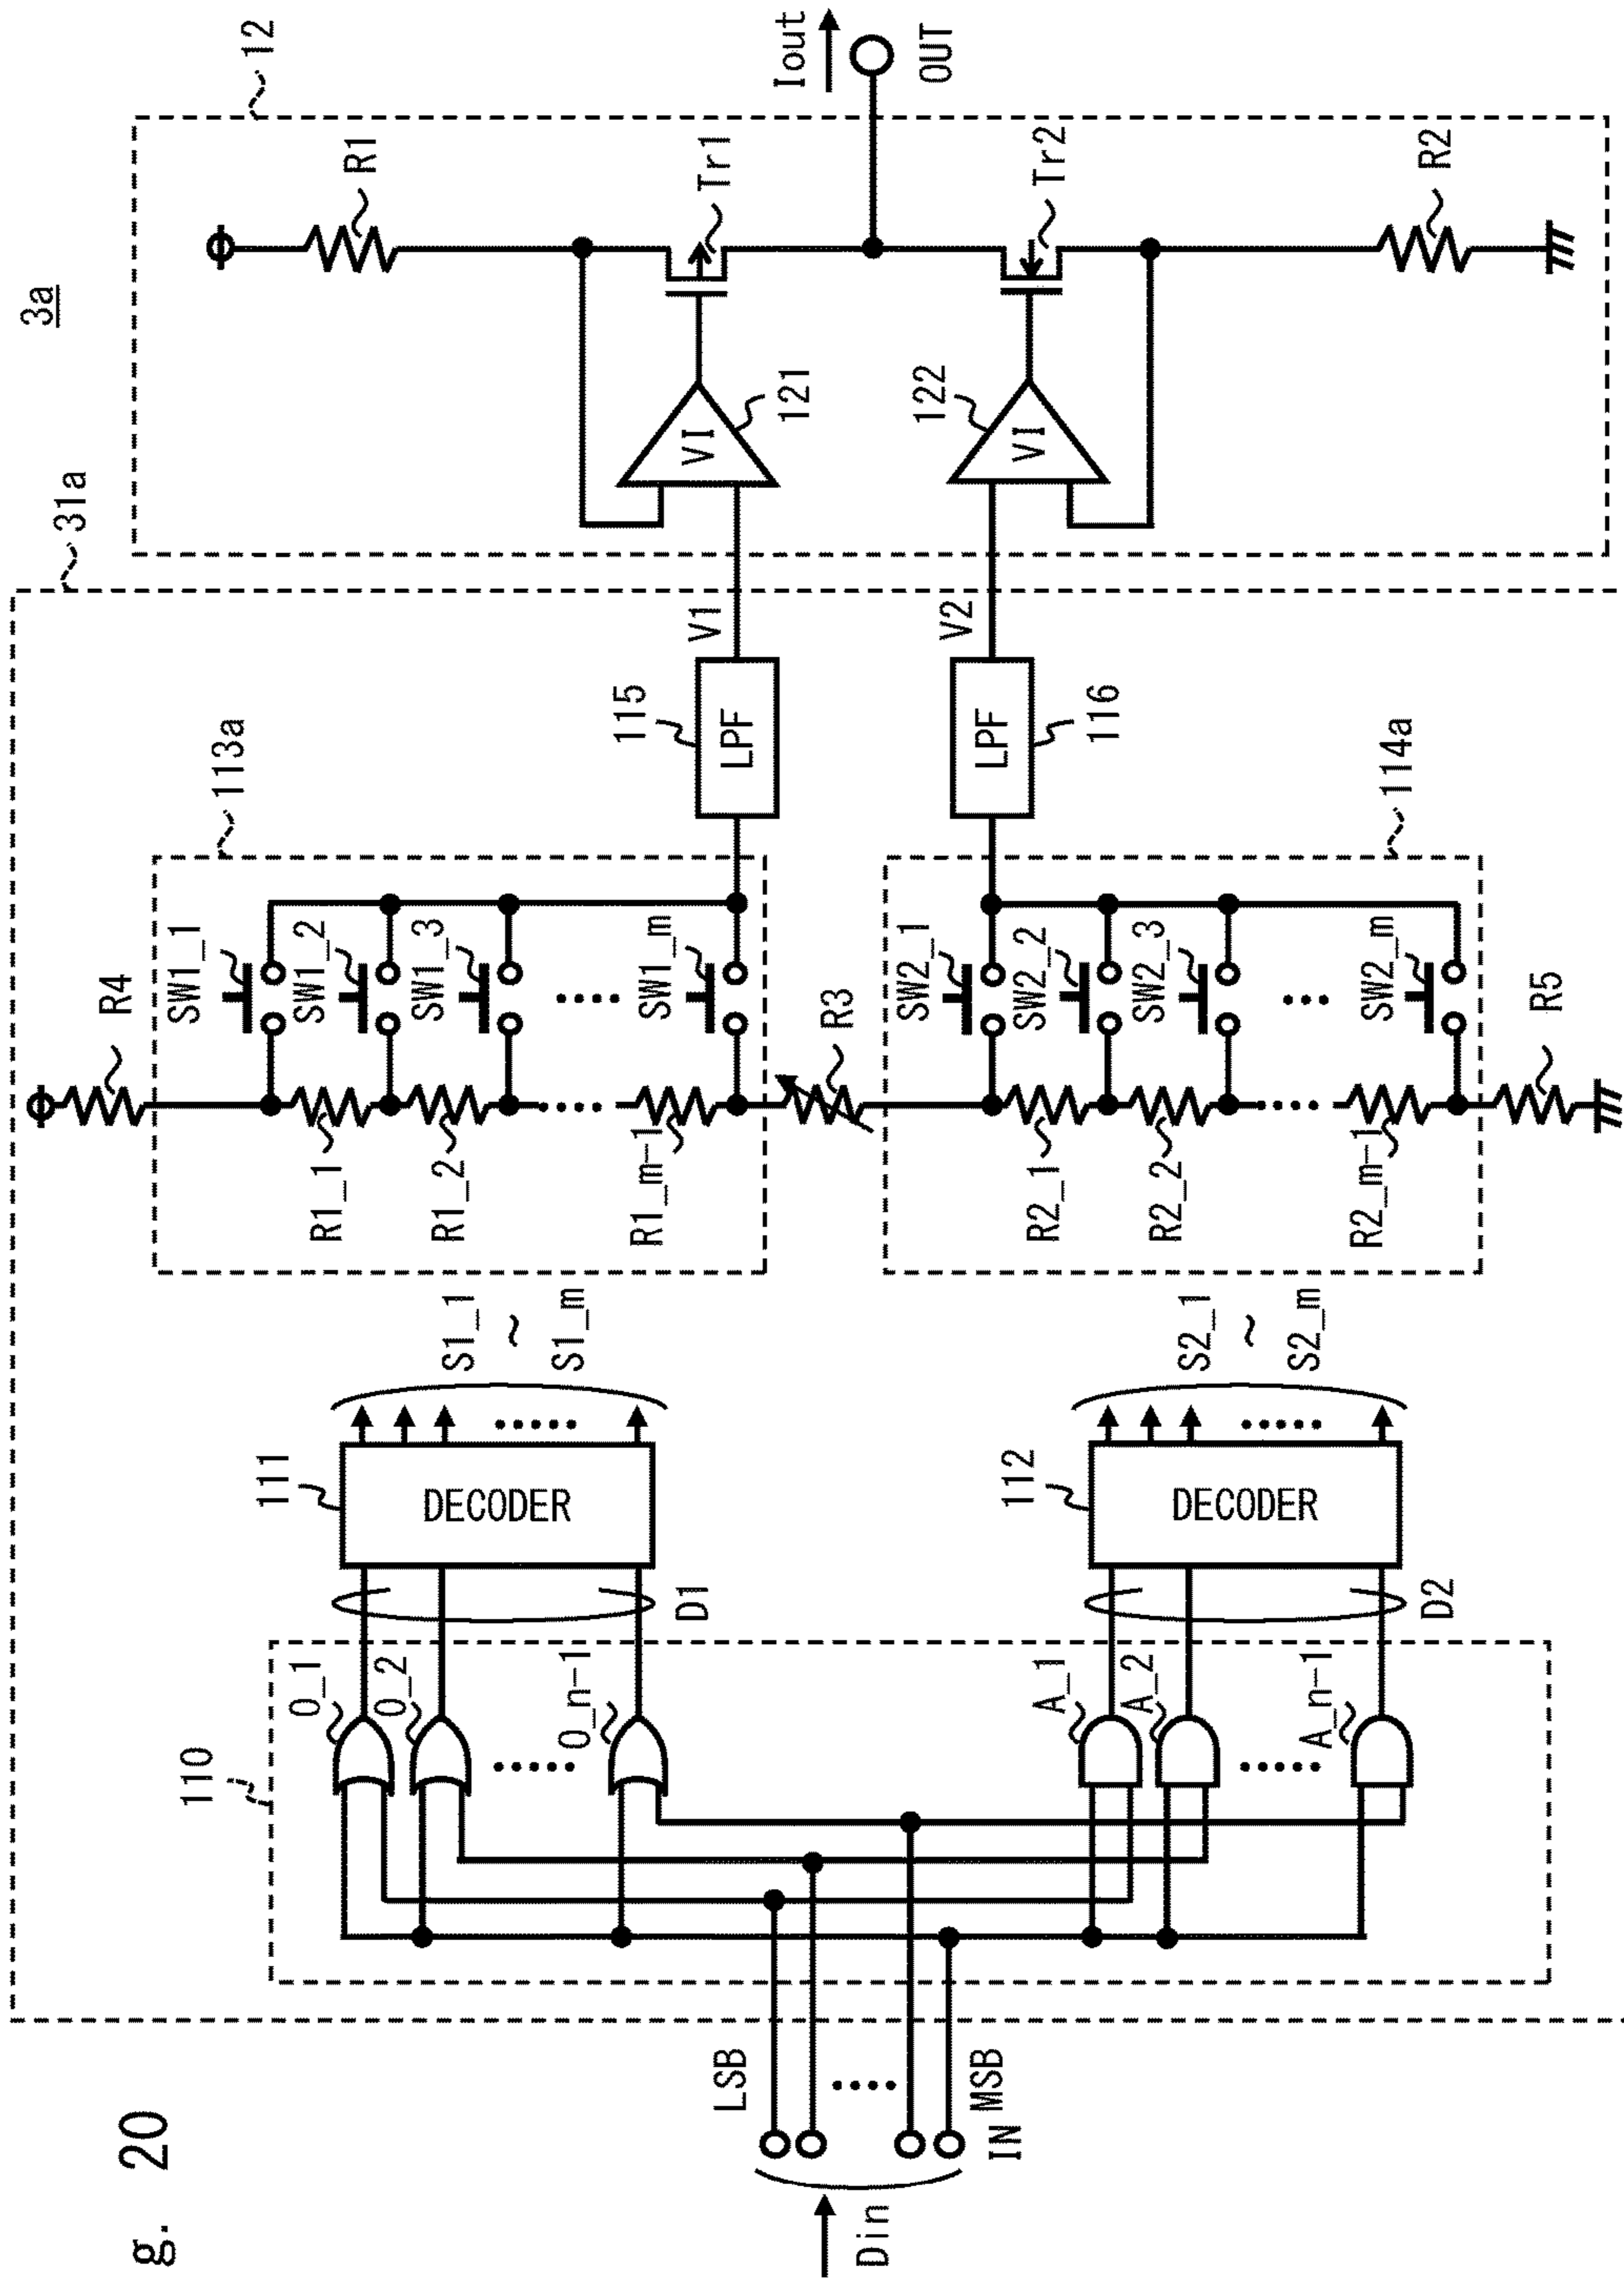 g. 20
3a
31a
12
110
O_1
O_2
O_n-1
A_1
A_2
A_n-1
Din
LSB
MSB
IN
D1
D2
111
DECODER
112
DECODER
S1_1
~
S1_m
S2_1
~
S2_m
113a
R4
SW1_1
SW1_2
SW1_3
SW1_m
R1_1
R1_2
R1_m-1
R3
114a
SW2_1
SW2_2
SW2_3
SW2_m
R2_1
R2_2
R2_m-1
R5
115
LPF
V1
116
LPF
V2
VI
121
VI
122
R1
Tr1
Tr2
R2
Iout
OUT